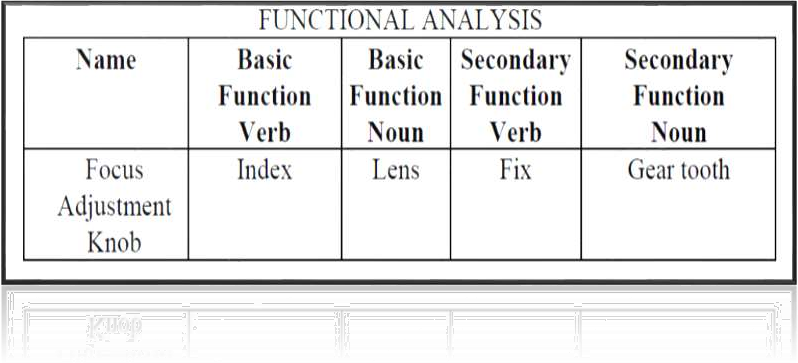 FUNCTIONAL ANALYSIS
Name
Basic
Function
Verb
Basic
Function
Noun
Secondary
Function
Verb
Secondary
Function
Noun
Focus
Adjustment
Knob
Index
Lens
Fix
Gear tooth